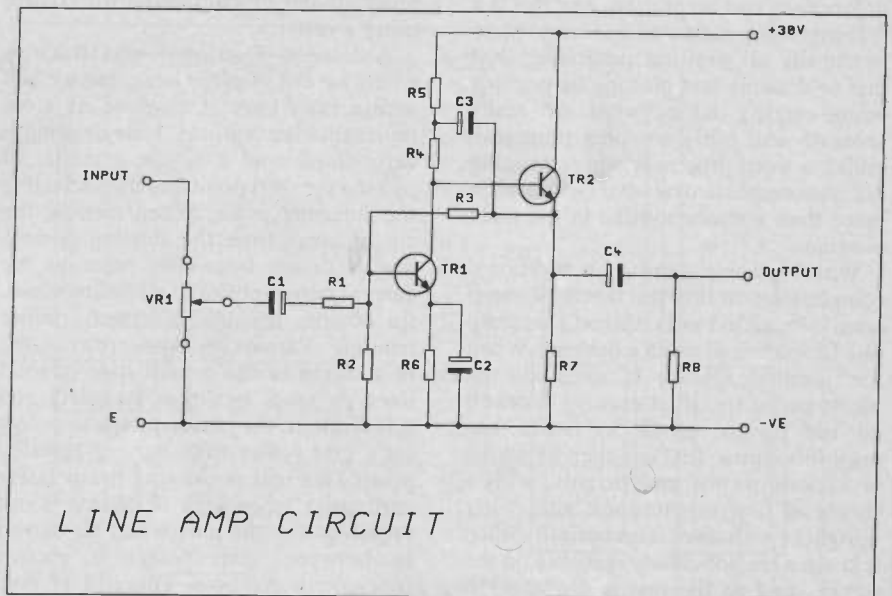 +30V
R5
C3
R4
INPUT
TR2
R3
TR1
C4
OUTPUT
VR1
C1
R1
R2
R6
C2
R7
R8
E
-VE
LINE AMP CIRCUIT